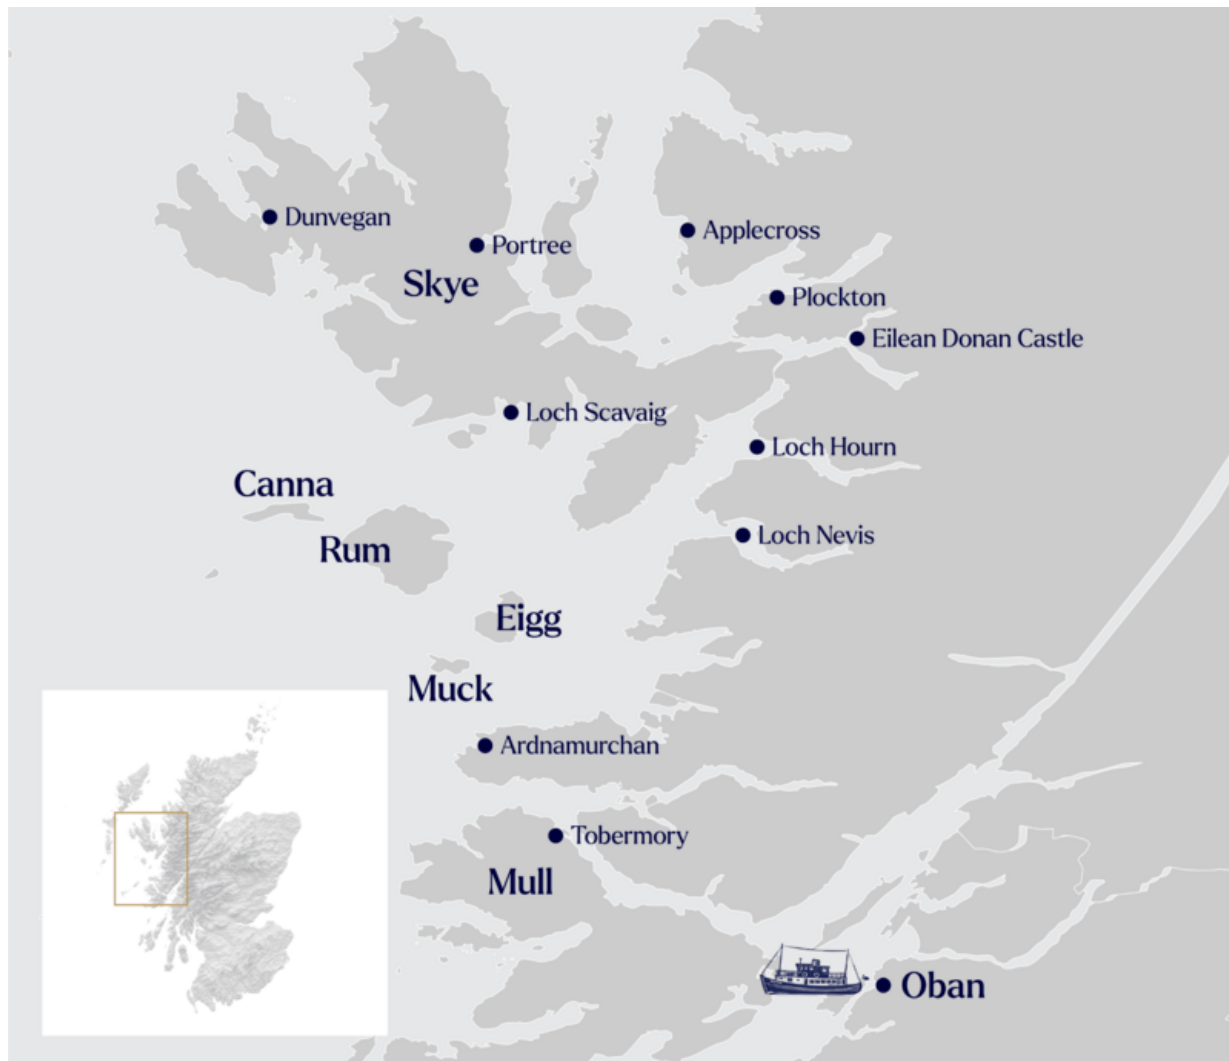 Dunvegan
Applecross
Portree
Skye
Plockton
Eilean Donan Castle
Loch Scavaig
Loch Hourn
Canna
Loch Nevis
Rum
Eigg
Muck
Ardnamurchan
Tobermory
Mull
Oban